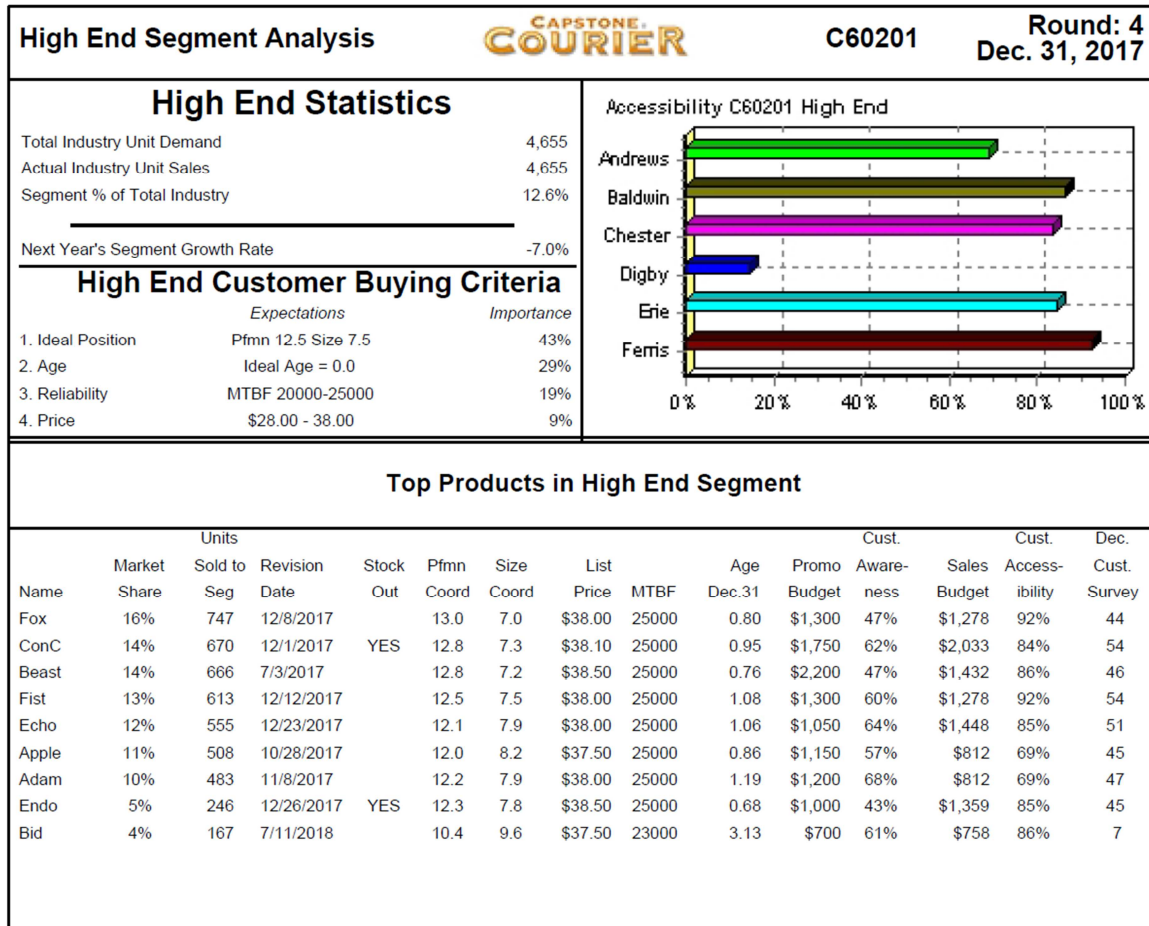 High End Segment Analysis
CAPSTONE
COURIER
C60201
Round: 4
Dec. 31, 2017
High End Statistics
Total Industry Unit Demand 4,655
Actual Industry Unit Sales 4,655
Segment % of Total Industry 12.6%
Next Year's Segment Growth Rate -7.0%
High End Customer Buying Criteria
Expectations Importance
1. Ideal Position Pfmn 12.5 Size 7.5 43%
2. Age Ideal Age = 0.0 29%
3. Reliability MTBF 20000-25000 19%
4. Price $28.00 - 38.00 9%
Accessibility C60201 High End
Andrews
Baldwin
Chester
Digby
Erie
Ferris
0% 20% 40% 60% 80% 100%
Top Products in High End Segment
Units Cust. Cust. Dec.
Market Sold to Revision Stock Pfmn Size List Age Promo Aware- Sales Access- Cust.
Name Share Seg Date Out Coord Coord Price MTBF Dec.31 Budget ness Budget ibility Survey
Fox 16% 747 12/8/2017 13.0 7.0 $38.00 25000 0.80 $1,300 47% $1,278 92% 44
ConC 14% 670 12/1/2017 YES 12.8 7.3 $38.10 25000 0.95 $1,750 62% $2,033 84% 54
Beast 14% 666 7/3/2017 12.8 7.2 $38.50 25000 0.76 $2,200 47% $1,432 86% 46
Fist 13% 613 12/12/2017 12.5 7.5 $38.00 25000 1.08 $1,300 60% $1,278 92% 54
Echo 12% 555 12/23/2017 12.1 7.9 $38.00 25000 1.06 $1,050 64% $1,448 85% 51
Apple 11% 508 10/28/2017 12.0 8.2 $37.50 25000 0.86 $1,150 57% $812 69% 45
Adam 10% 483 11/8/2017 12.2 7.9 $38.00 25000 1.19 $1,200 68% $812 69% 47
Endo 5% 246 12/26/2017 YES 12.3 7.8 $38.50 25000 0.68 $1,000 43% $1,359 85% 45
Bid 4% 167 7/11/2018 10.4 9.6 $37.50 23000 3.13 $700 61% $758 86% 7